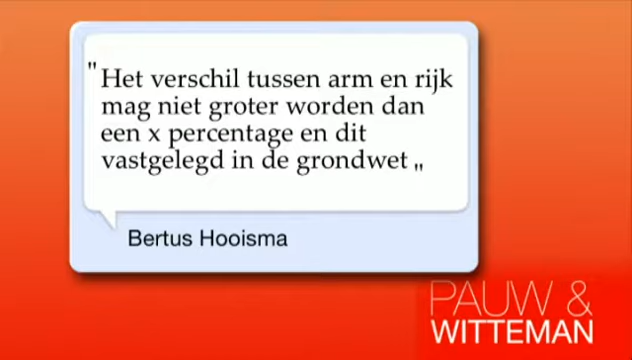 "Het verschil tussen arm en rijk
mag niet groter worden dan
een x percentage en dit
vastgelegd in de grondwet„
Bertus Hooisma
PAUW &
WITTEMAN